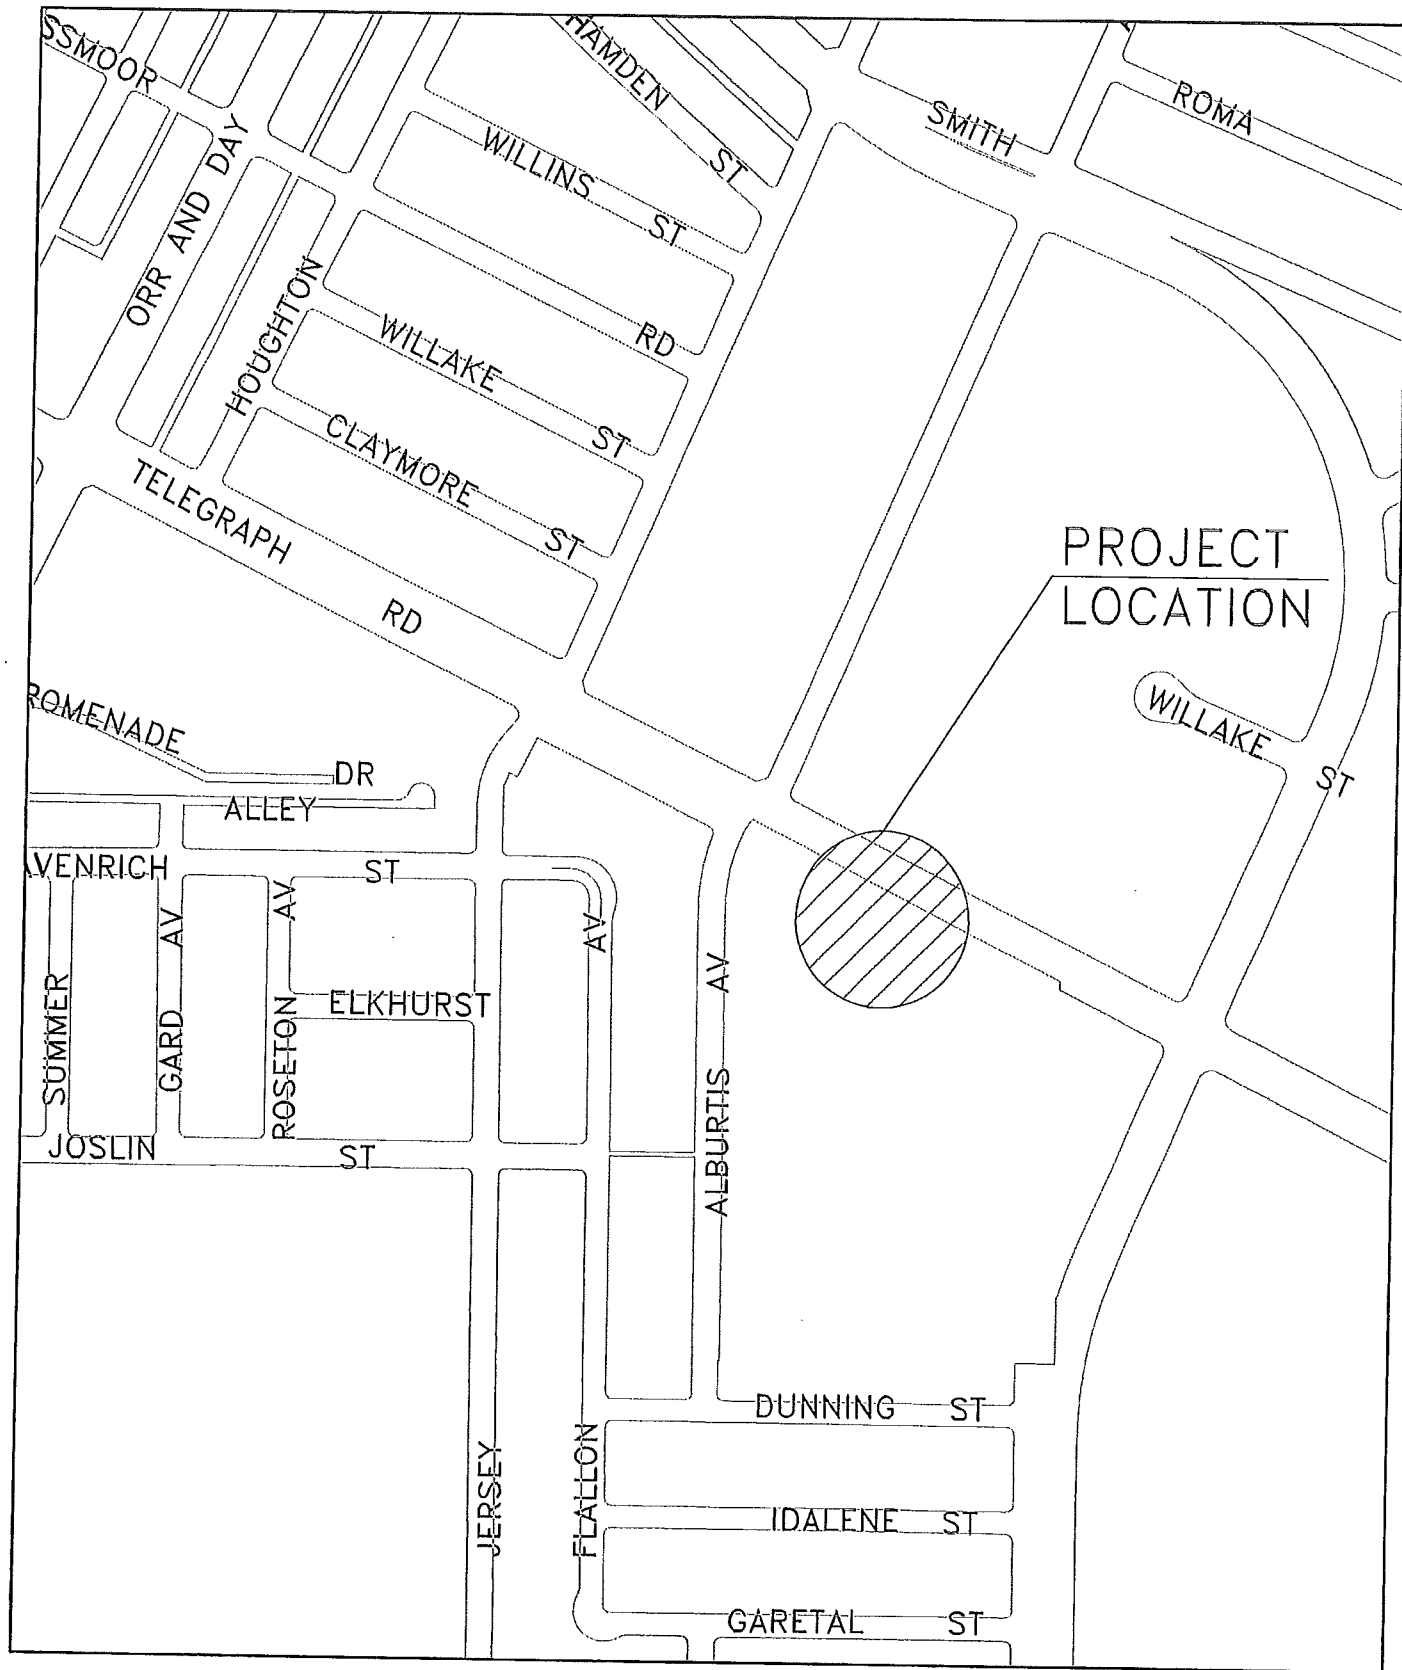 SSMOOR
ORR AND DAY
HAMDEN ST
SMITH
ROMA
WILLINS ST
HOUGHTON
RD
WILLAKE ST
CLAYMORE ST
TELEGRAPH RD
PROJECT
LOCATION
WILLAKE ST
ROMENADE DR
ALLEY
AVENRICH ST
SUMMER
GARD AV
ROSETON AV
ELKHURST
AV
ALBURTIS AV
JOSLIN ST
JERSEY
FLALLON
DUNNING ST
IDALENE ST
GARETAL ST